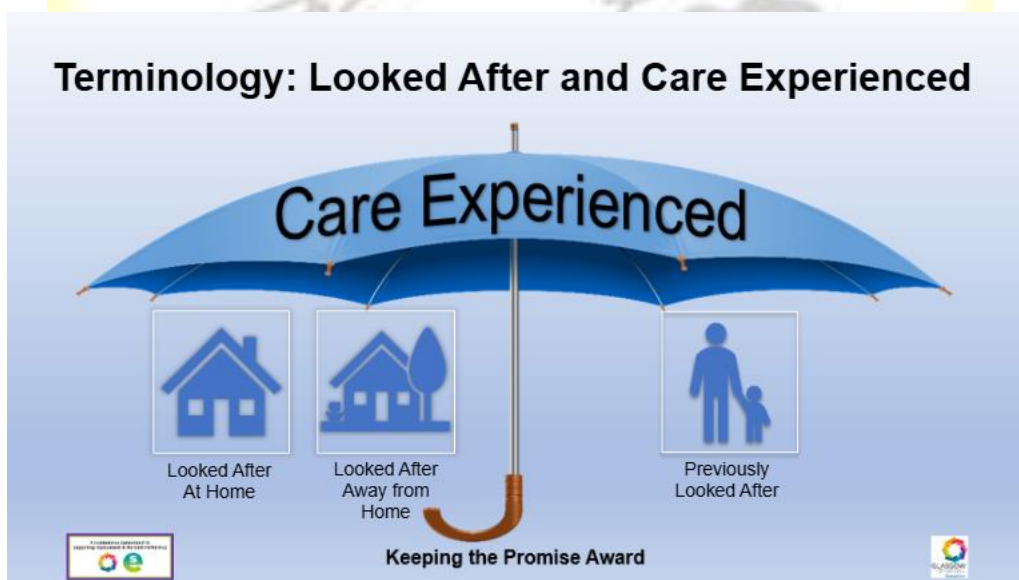 Terminology: Looked After and Care Experienced
Care Experienced
Looked After
At Home
Looked After
Away from
Home
Previously
Looked After
Keeping the Promise Award
GLASGOW